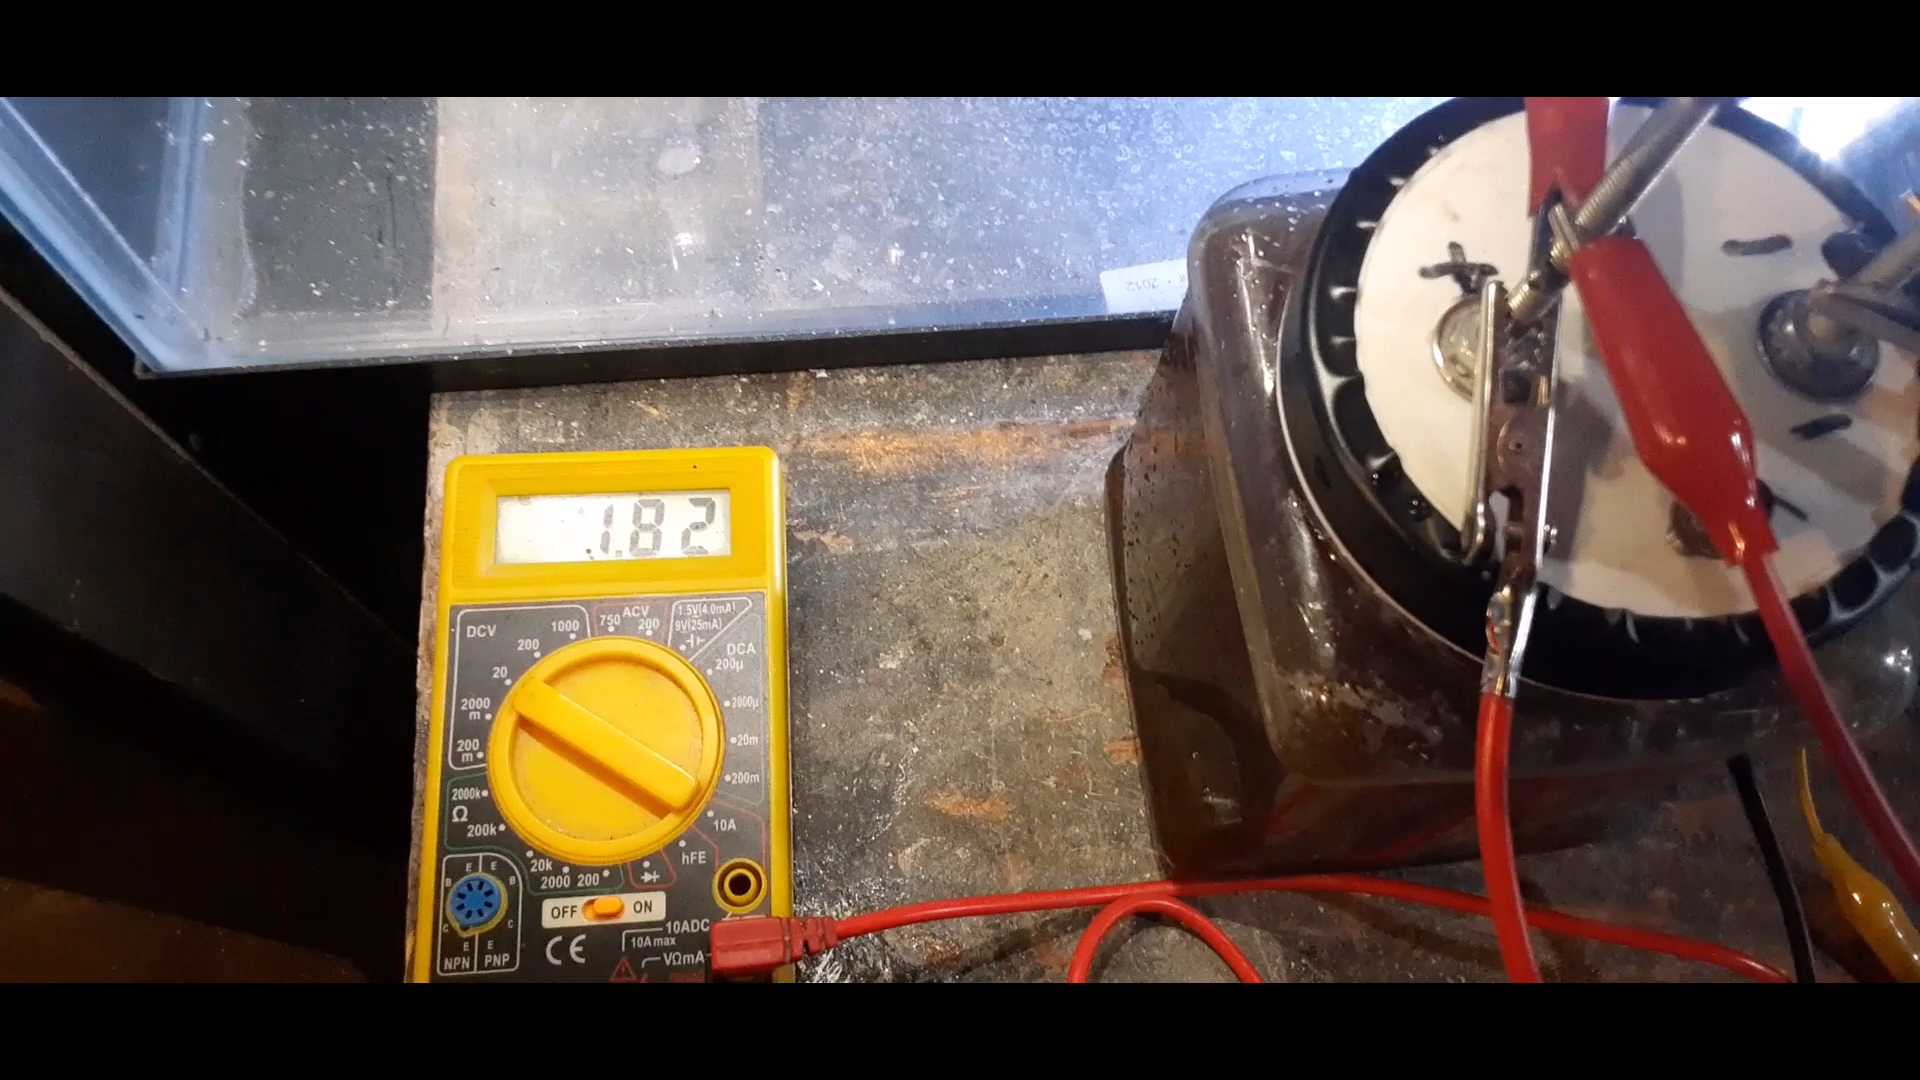 2012
1.82
DCV
1000
750
ACV
200
1.5V(4.0mA)
9V(25mA)
DCA
200
20
2000
m
200
m
200µ
2000µ
20m
200m
10A
hFE
2000k
Ω
200k
20k
2000
200
OFF
ON
E
E
B
B
C
C
E
E
NPN
PNP
CE
10ADC
10A max
VΩmA
+
-
-